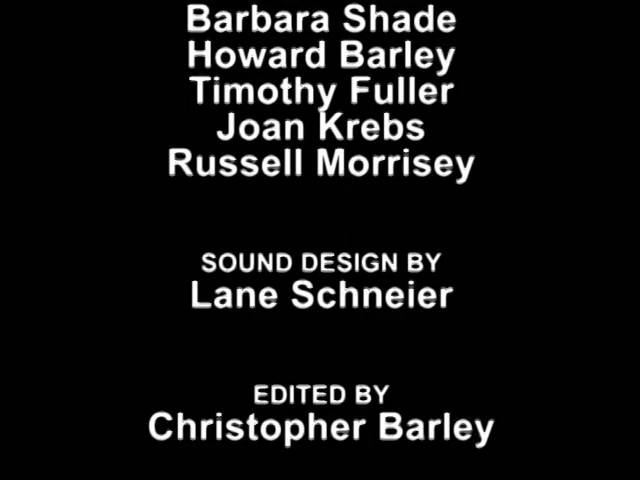 Barbara Shade
Howard Barley
Timothy Fuller
Joan Krebs
Russell Morrisey
SOUND DESIGN BY
Lane Schneier
EDITED BY
Christopher Barley